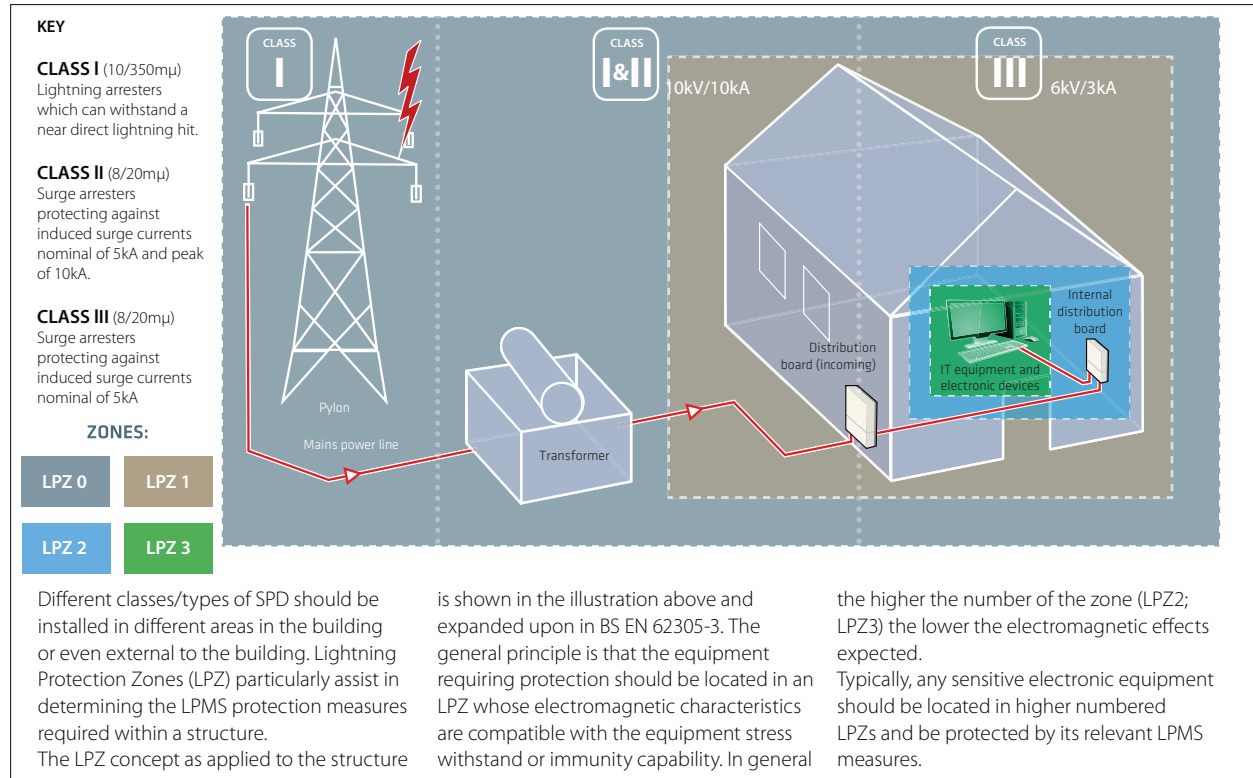 KEY
CLASS I (10/350mμ)
Lightning arresters
which can withstand a
near direct lightning hit.
CLASS II (8/20mμ)
Surge arresters
protecting against
induced surge currents
nominal of 5kA and peak
of 10kA.
CLASS III (8/20mμ)
Surge arresters
protecting against
induced surge currents
nominal of 5kA
ZONES:
LPZ 0
LPZ 1
LPZ 2
LPZ 3
CLASS
I
CLASS
I&II
10kV/10kA
CLASS
III
6kV/3kA
Pylon
Mains power line
Transformer
Distribution
board (incoming)
IT equipment and
electronic devices
Internal
distribution
board
Different classes/types of SPD should be
installed in different areas in the building
or even external to the building. Lightning
Protection Zones (LPZ) particularly assist in
determining the LPMS protection measures
required within a structure.
The LPZ concept as applied to the structure
is shown in the illustration above and
expanded upon in BS EN 62305-3. The
general principle is that the equipment
requiring protection should be located in an
LPZ whose electromagnetic characteristics
are compatible with the equipment stress
withstand or immunity capability. In general
the higher the number of the zone (LPZ2;
LPZ3) the lower the electromagnetic effects
expected.
Typically, any sensitive electronic equipment
should be located in higher numbered
LPZs and be protected by its relevant LPMS
measures.